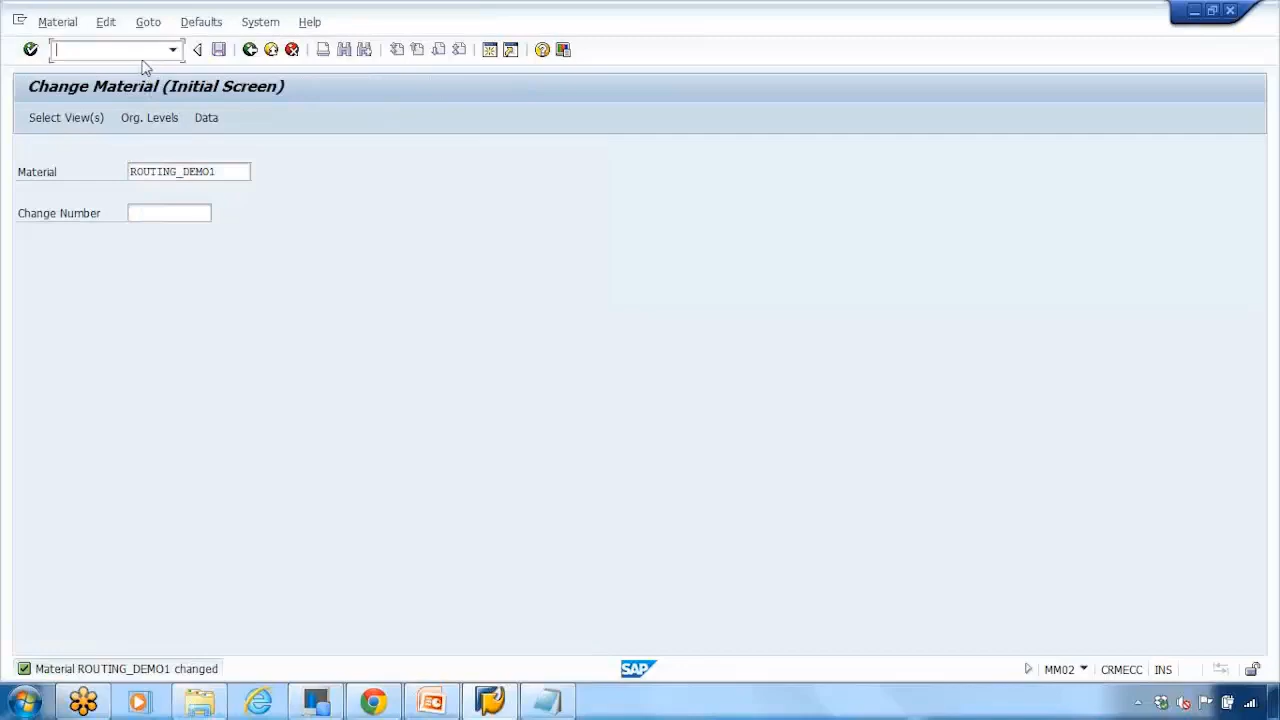 Material Edit Goto Defaults System Help
Change Material (Initial Screen)
Select View(s) Org. Levels Data
Material ROUTING_DEMO1
Change Number
Material ROUTING_DEMO1 changed
SAP
MM02 CRMECC INS